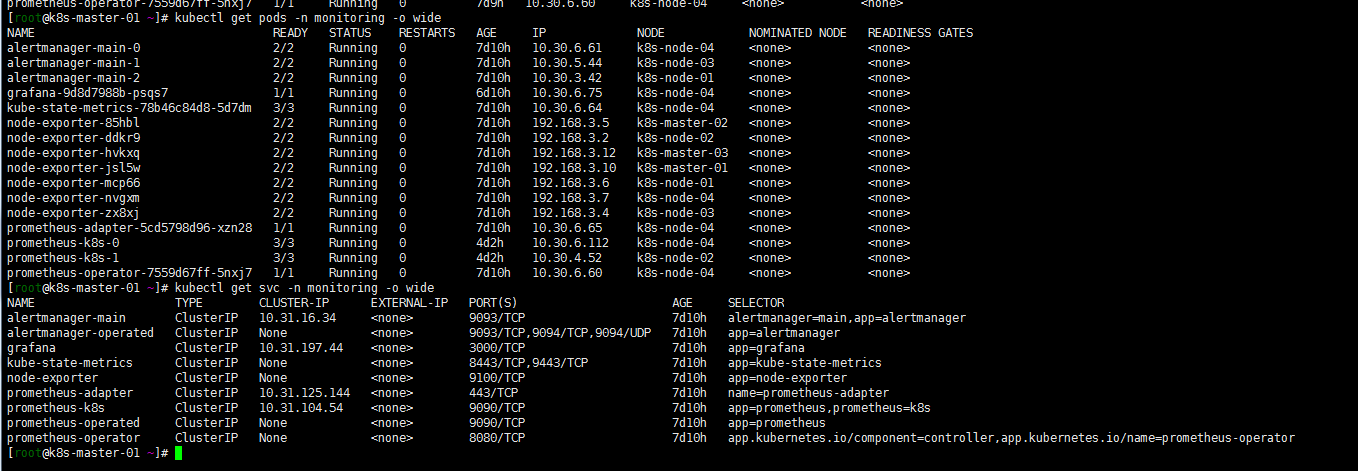 prometheus-operator-7559d67ff-5nxj7 1/1 Running 0 7d9h 10.30.6.60 k8s-node-04 <none> <none>
[root@k8s-master-01 ~]# kubectl get pods -n monitoring -o wide
NAME READY STATUS RESTARTS AGE IP NODE NOMINATED NODE READINESS GATES
alertmanager-main-0 2/2 Running 0 7d10h 10.30.6.61 k8s-node-04 <none> <none>
alertmanager-main-1 2/2 Running 0 7d10h 10.30.5.44 k8s-node-03 <none> <none>
alertmanager-main-2 2/2 Running 0 7d10h 10.30.3.42 k8s-node-01 <none> <none>
grafana-9d8d7988b-psqs7 1/1 Running 0 6d10h 10.30.6.75 k8s-node-04 <none> <none>
kube-state-metrics-78b46c84d8-5d7dm 3/3 Running 0 7d10h 10.30.6.64 k8s-node-04 <none> <none>
node-exporter-85hbl 2/2 Running 0 7d10h 192.168.3.5 k8s-master-02 <none> <none>
node-exporter-ddkr9 2/2 Running 0 7d10h 192.168.3.2 k8s-node-02 <none> <none>
node-exporter-hvkxq 2/2 Running 0 7d10h 192.168.3.12 k8s-master-03 <none> <none>
node-exporter-jsl5w 2/2 Running 0 7d10h 192.168.3.10 k8s-master-01 <none> <none>
node-exporter-mcp66 2/2 Running 0 7d10h 192.168.3.6 k8s-node-01 <none> <none>
node-exporter-nvgxm 2/2 Running 0 7d10h 192.168.3.7 k8s-node-04 <none> <none>
node-exporter-zx8xj 2/2 Running 0 7d10h 192.168.3.4 k8s-node-03 <none> <none>
prometheus-adapter-5cd5798d96-xzn28 1/1 Running 0 7d10h 10.30.6.65 k8s-node-04 <none> <none>
prometheus-k8s-0 3/3 Running 0 4d2h 10.30.6.112 k8s-node-04 <none> <none>
prometheus-k8s-1 3/3 Running 0 4d2h 10.30.4.52 k8s-node-02 <none> <none>
prometheus-operator-7559d67ff-5nxj7 1/1 Running 0 7d10h 10.30.6.60 k8s-node-04 <none> <none>
[root@k8s-master-01 ~]# kubectl get svc -n monitoring -o wide
NAME TYPE CLUSTER-IP EXTERNAL-IP PORT(S) AGE SELECTOR
alertmanager-main ClusterIP 10.31.16.34 <none> 9093/TCP 7d10h alertmanager=main,app=alertmanager
alertmanager-operated ClusterIP None <none> 9093/TCP,9094/TCP,9094/UDP 7d10h app=alertmanager
grafana ClusterIP 10.31.197.44 <none> 3000/TCP 7d10h app=grafana
kube-state-metrics ClusterIP None <none> 8443/TCP,9443/TCP 7d10h app=kube-state-metrics
node-exporter ClusterIP None <none> 9100/TCP 7d10h app=node-exporter
prometheus-adapter ClusterIP 10.31.125.144 <none> 443/TCP 7d10h name=prometheus-adapter
prometheus-k8s ClusterIP 10.31.104.54 <none> 9090/TCP 7d10h app=prometheus,prometheus=k8s
prometheus-operated ClusterIP None <none> 9090/TCP 7d10h app=prometheus
prometheus-operator ClusterIP None <none> 8080/TCP 7d10h app.kubernetes.io/component=controller,app.kubernetes.io/name=prometheus-operator
[root@k8s-master-01 ~]#